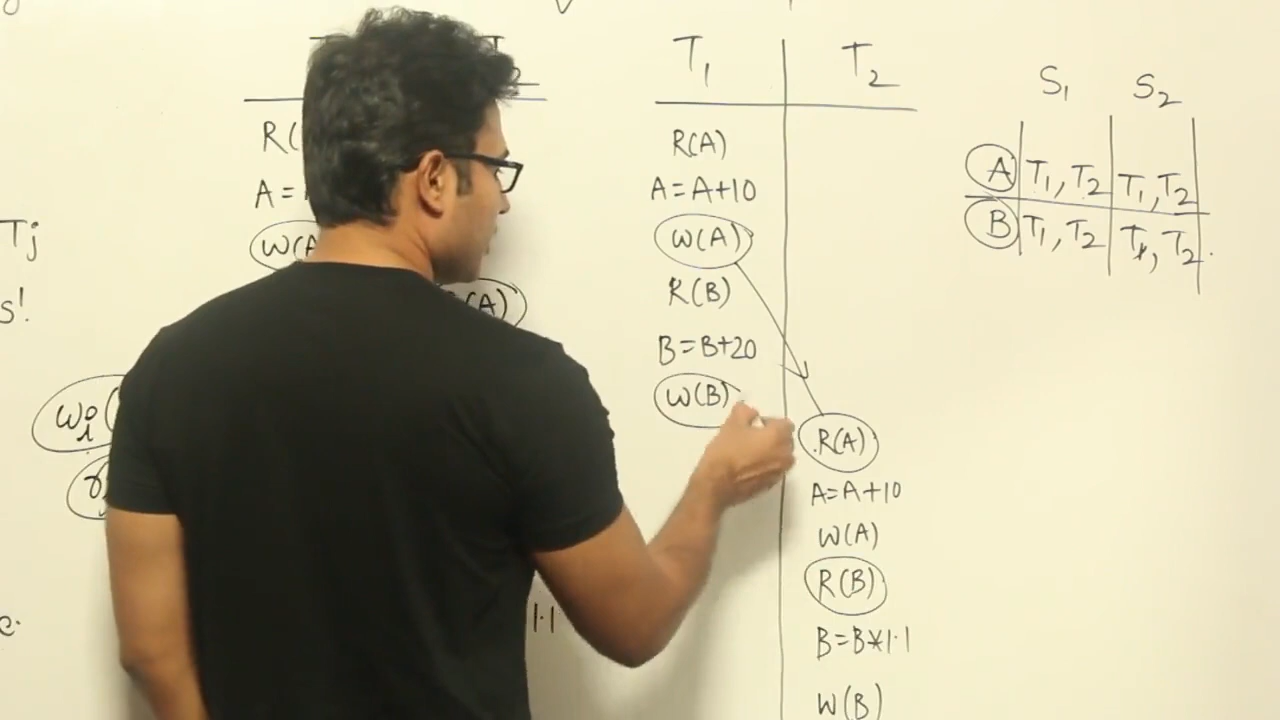 Tj
s!
R(
A =
W(A
(A)
1.1
T1 T2
R(A)
A=A+10
W(A)
R(B)
B=B+20
W(B)
R(A)
A=A+10
W(A)
R(B)
B=B*1.1
W(B)
S1 S2
A T1, T2 T1, T2
B T1, T2 T1, T2